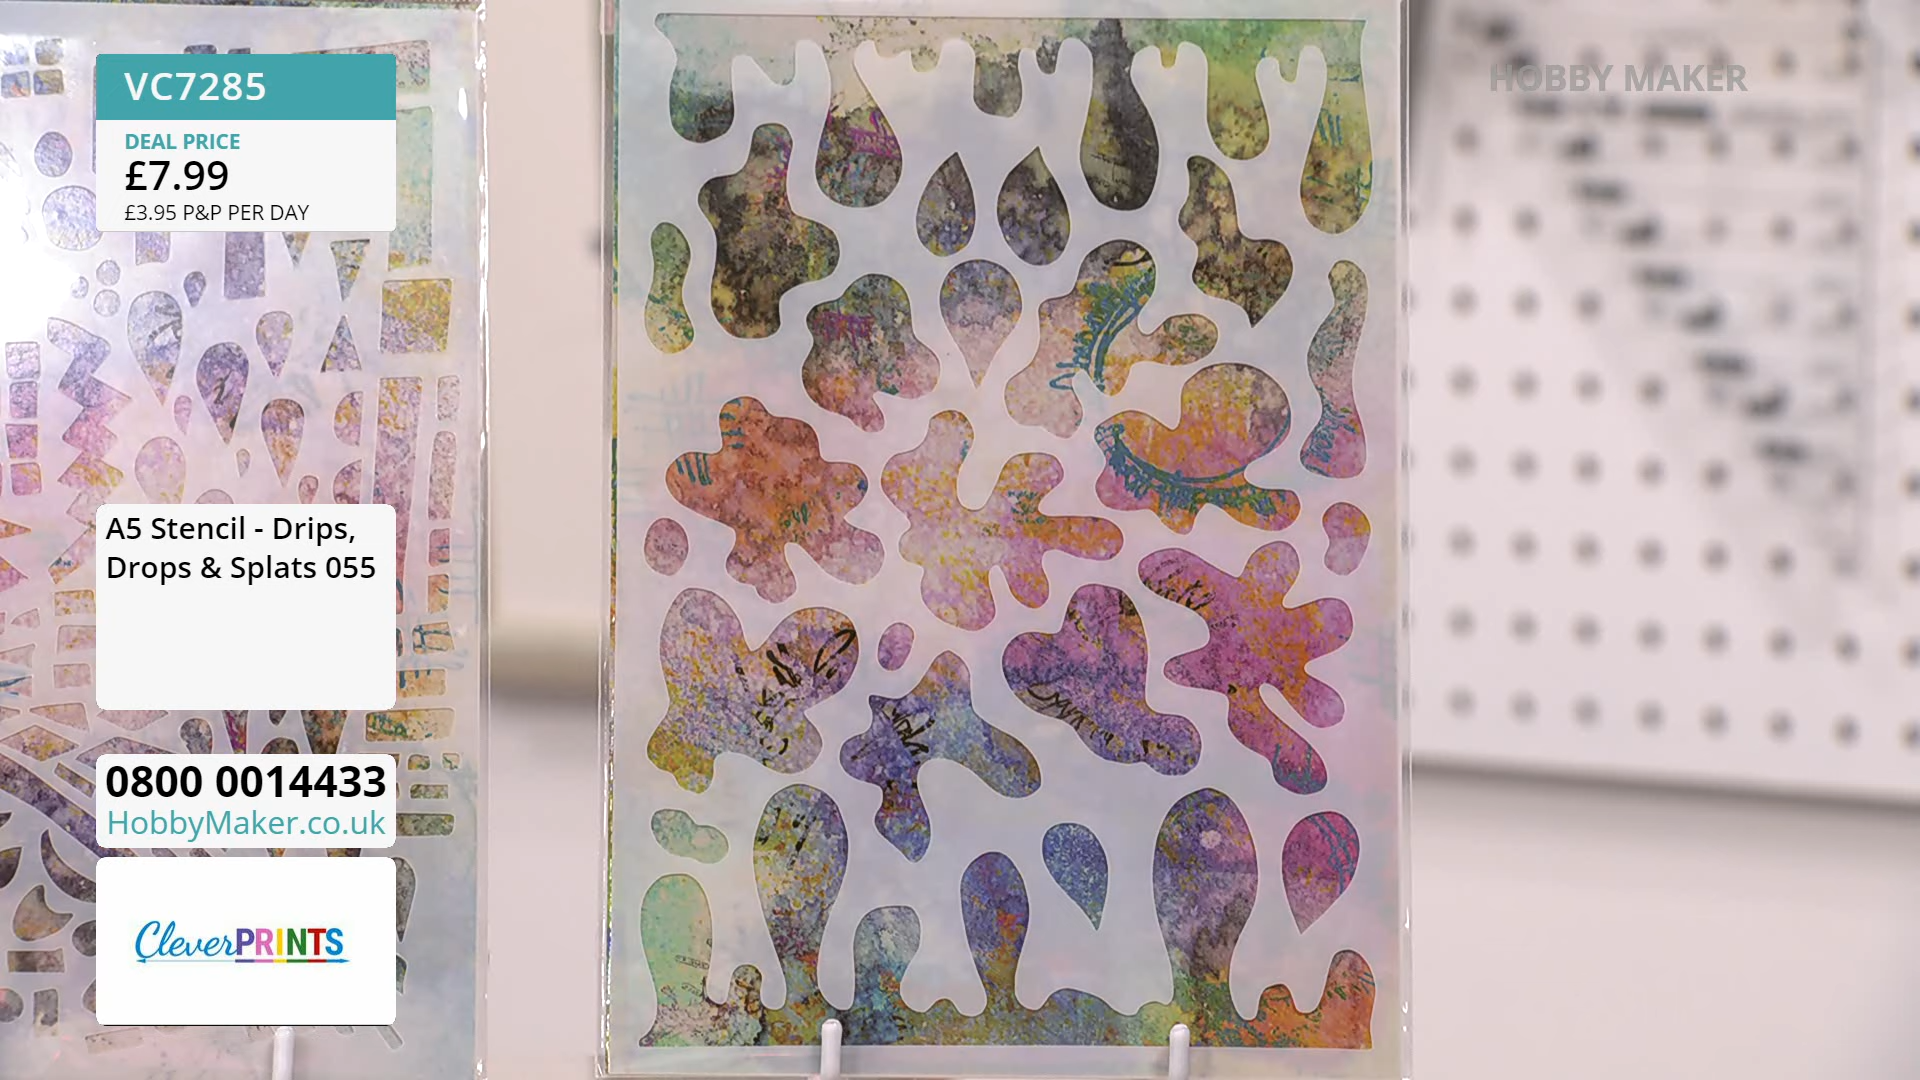 VC7285
DEAL PRICE
£7.99
£3.95 P&P PER DAY
HOBBY MAKER
A5 Stencil - Drips,
Drops & Splats 055
0800 0014433
HobbyMaker.co.uk
CleverPRINTS